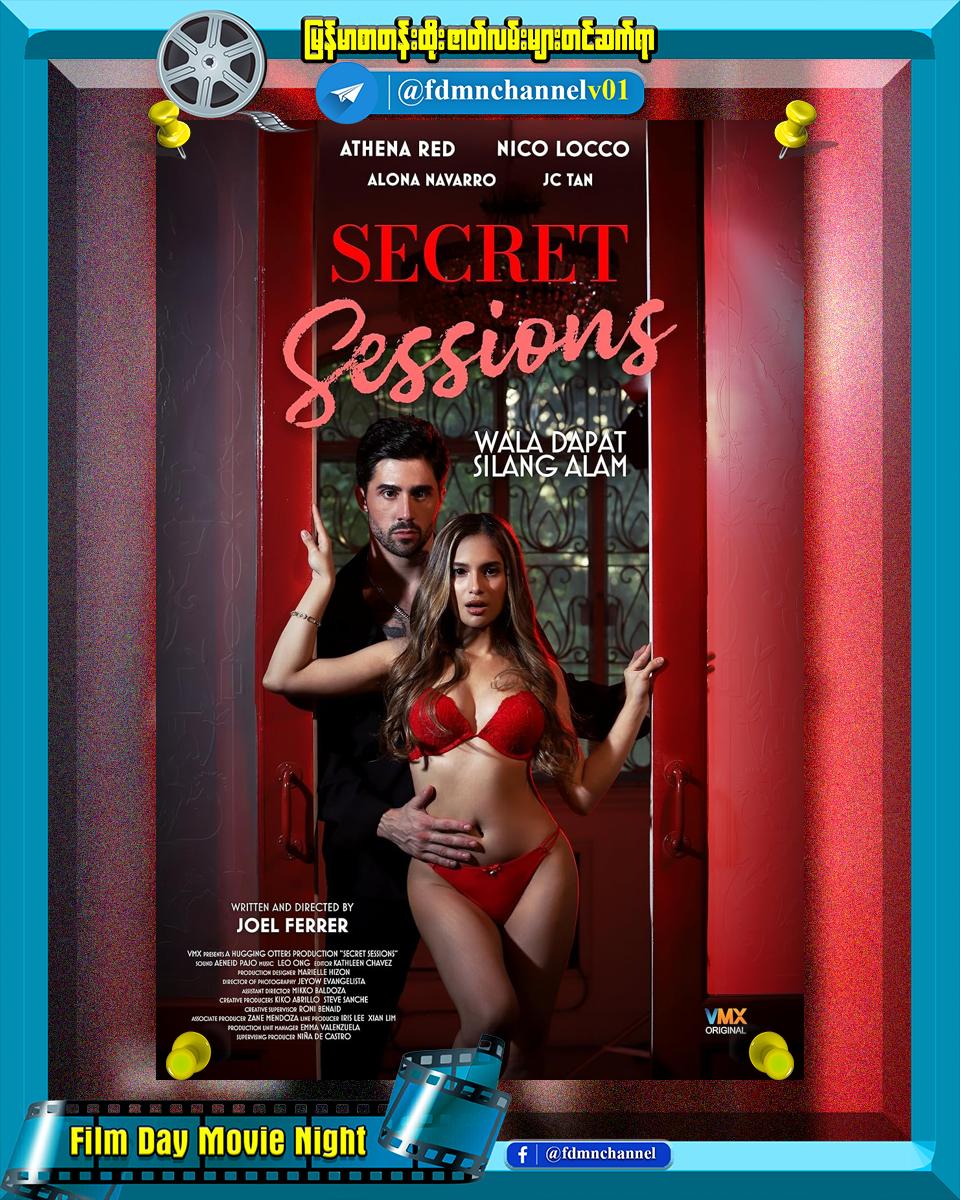 မြန်မာစာတန်းထိုးဇာတ်လမ်းများတင်ဆက်ရာ
@fdmnchannelv01
ATHENA RED NICO LOCCO
ALONA NAVARRO JC TAN
SECRET
Sessions
WALA DAPAT
SILANG ALAM
WRITTEN AND DIRECTED BY
JOEL FERRER
VMX PRESENTS A HUGGING OTTERS PRODUCTION "SECRET SESSIONS"
SOUND AENEID PAJO MUSIC LEO ONG EDITOR KATHLEEN CHAVEZ
PRODUCTION DESIGNER MARIELLE HIZON
DIRECTOR OF PHOTOGRAPHY JEYOW EVANGELISTA
ASSISTANT DIRECTOR MIKKO BALDOZA
CREATIVE PRODUCERS KIKO ABRILLO STEVE SANCHE
CREATIVE SUPERVISOR RONI BENAID
ASSOCIATE PRODUCER ZANE MENDOZA LINE PRODUCER IRIS LEE XIAN LIM
PRODUCTION UNIT MANAGER EMMA VALENZUELA
SUPERVISING PRODUCER NIÑA DE CASTRO
VMX
ORIGINAL
Film Day Movie Night
@fdmnchannel